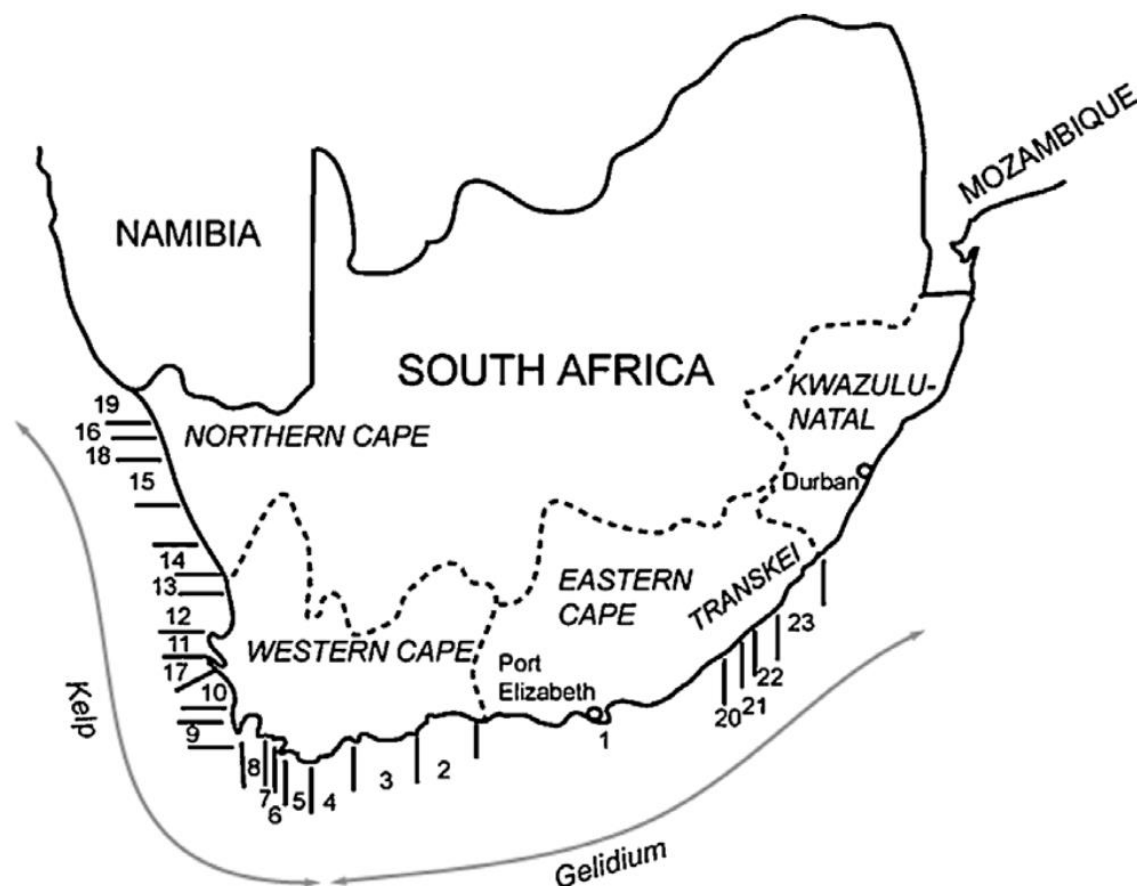 MOZAMBIQUE
NAMIBIA
SOUTH AFRICA
KWAZULU-
NATAL
19
16
18
15
NORTHERN CAPE
Durban
14
13
12
11
17
10
9
EASTERN
CAPE
TRANSKEI
WESTERN CAPE
Port
Elizabeth
23
22
21
20
Kelp
8
7
6
5
4
3
2
1
Gelidium